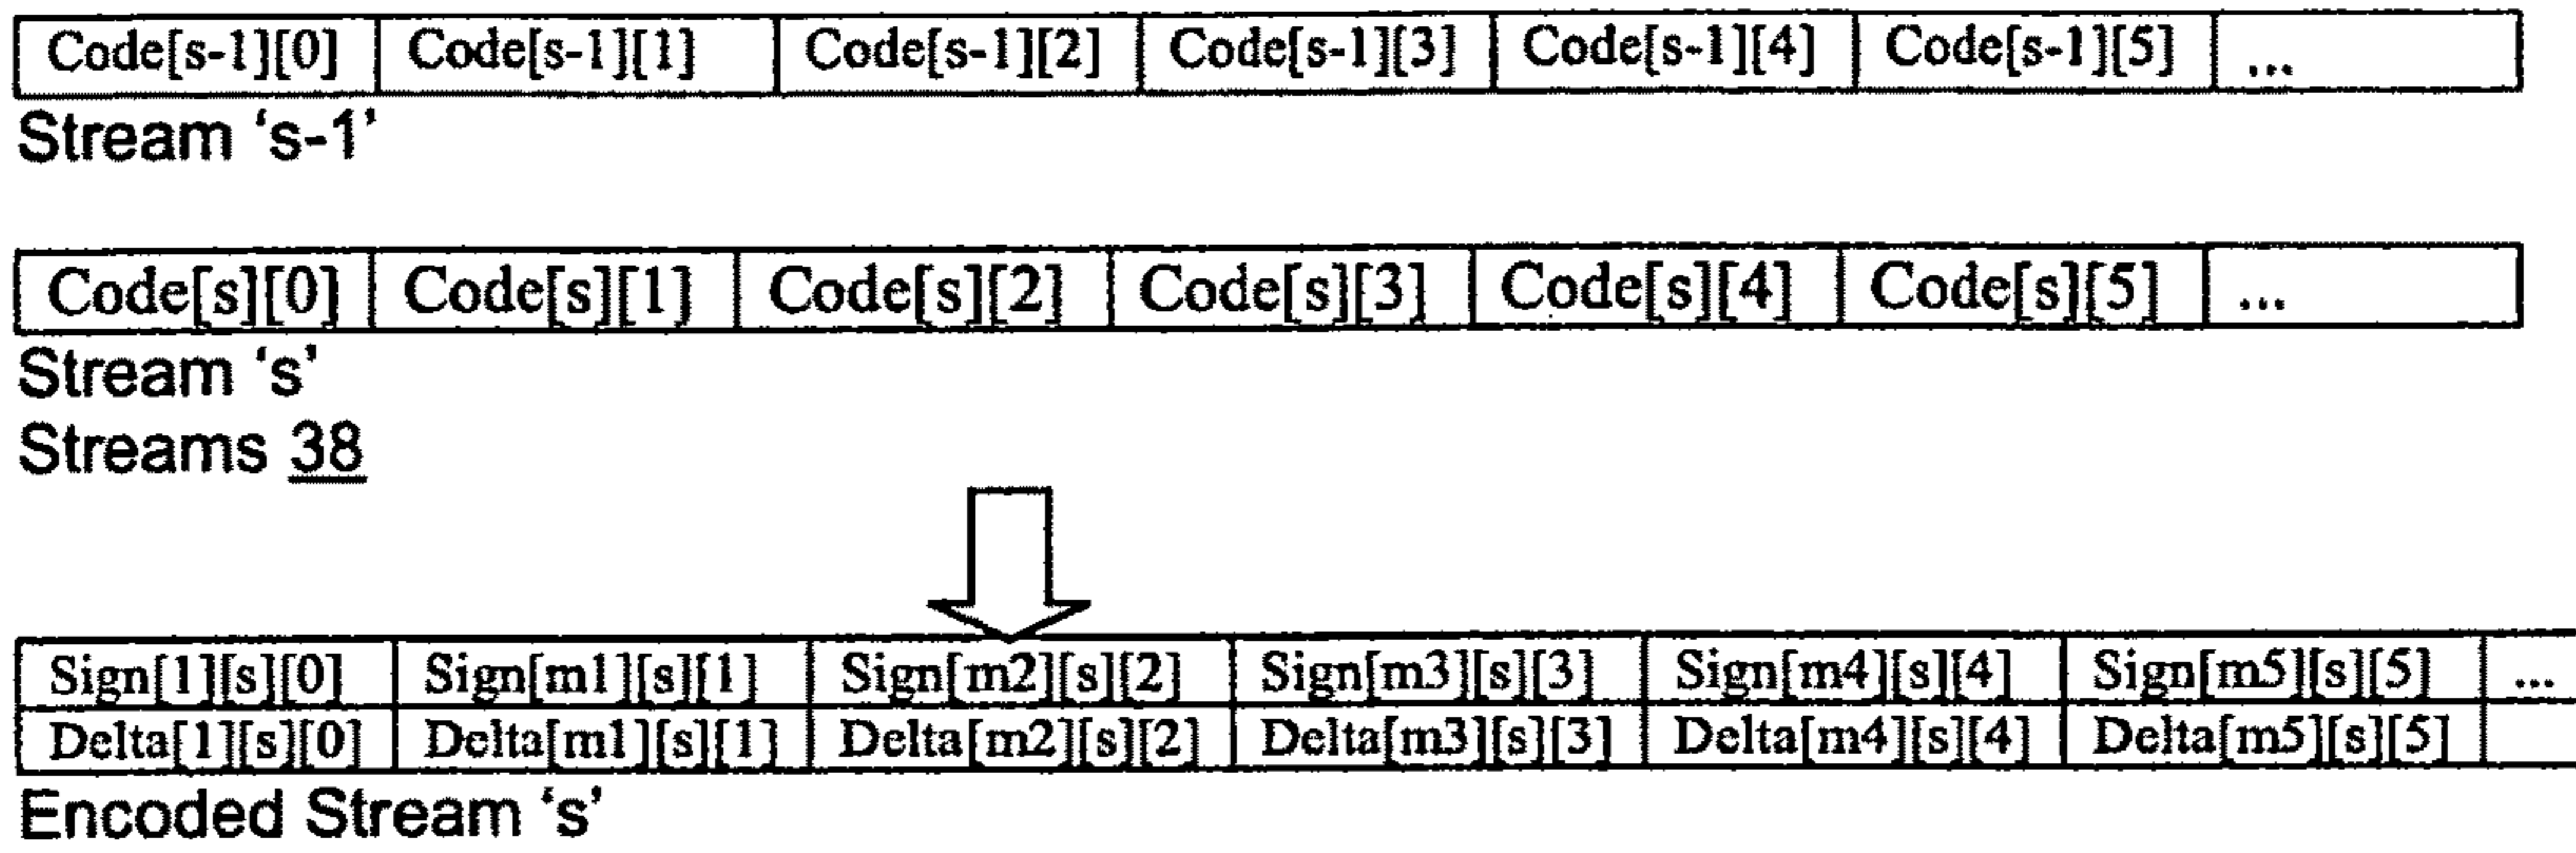 Code[s-1][0] Code[s-1][1] Code[s-1][2] Code[s-1][3] Code[s-1][4] Code[s-1][5] ...
Stream ‘s-1’
Code[s][0] Code[s][1] Code[s][2] Code[s][3] Code[s][4] Code[s][5] ...
Stream ‘s’
Streams 38
Sign[1][s][0] Sign[m1][s][1] Sign[m2][s][2] Sign[m3][s][3] Sign[m4][s][4] Sign[m5][s][5] ...
Delta[1][s][0] Delta[m1][s][1] Delta[m2][s][2] Delta[m3][s][3] Delta[m4][s][4] Delta[m5][s][5]
Encoded Stream ‘s’